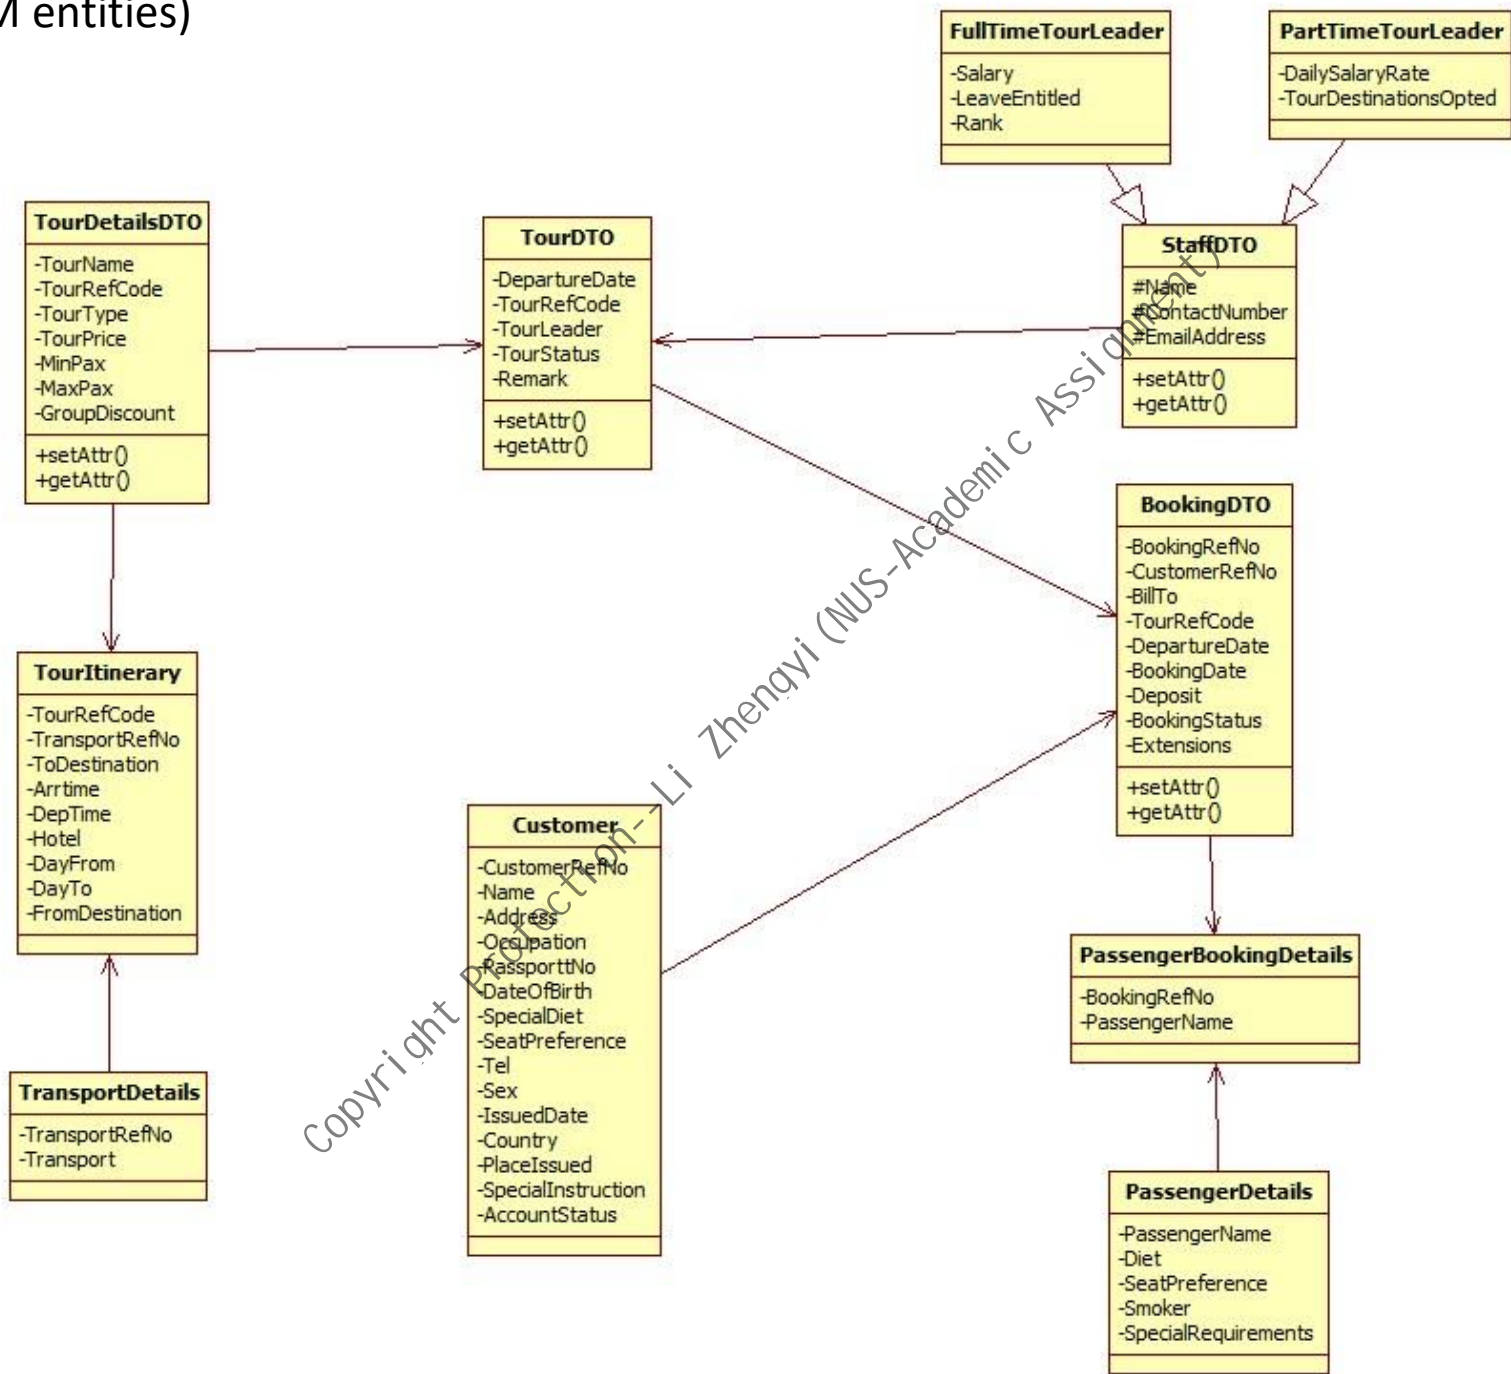 M entities)
FullTimeTourLeader
-Salary
-LeaveEntitled
-Rank
PartTimeTourLeader
-DailySalaryRate
-TourDestinationsOpted
TourDetailsDTO
-TourName
-TourRefCode
-TourType
-TourPrice
-MinPax
-MaxPax
-GroupDiscount
+setAttr()
+getAttr()
TourDTO
-DepartureDate
-TourRefCode
-TourLeader
-TourStatus
-Remark
+setAttr()
+getAttr()
StaffDTO
#Name
#ContactNumber
#EmailAddress
+setAttr()
+getAttr()
BookingDTO
-BookingRefNo
-CustomerRefNo
-BillTo
-TourRefCode
-DepartureDate
-BookingDate
-Deposit
-BookingStatus
-Extensions
+setAttr()
+getAttr()
TourItinerary
-TourRefCode
-TransportRefNo
-ToDestination
-Arrtime
-DepTime
-Hotel
-DayFrom
-DayTo
-FromDestination
Customer
-CustomerRefNo
-Name
-Address
-Occupation
-PassporttNo
-DateOfBirth
-SpecialDiet
-SeatPreference
-Tel
-Sex
-IssuedDate
-Country
-PlaceIssued
-SpecialInstruction
-AccountStatus
PassengerBookingDetails
-BookingRefNo
-PassengerName
TransportDetails
-TransportRefNo
-Transport
PassengerDetails
-PassengerName
-Diet
-SeatPreference
-Smoker
-SpecialRequirements
Copyright Protection--Li Zhengyi(NUS-Academic Assignment)